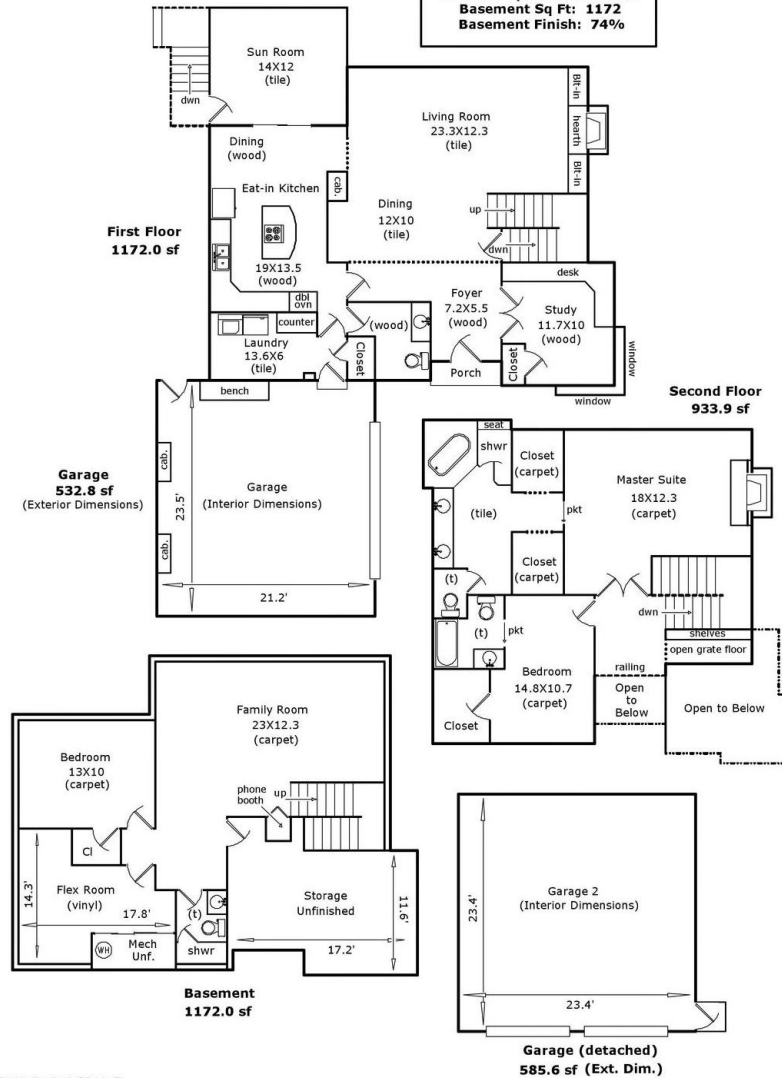 Basement Sq Ft: 1172
Basement Finish: 74%
Sun Room
14X12
(tile)
dwn
Living Room
23.3X12.3
(tile)
Blt-In
hearth
Blt-In
Dining
(wood)
Eat-in Kitchen
cab.
Dining
12X10
(tile)
up
dwn
First Floor
1172.0 sf
19X13.5
(wood)
dbl
ovn
desk
Foyer
7.2X5.5
(wood)
Study
11.7X10
(wood)
counter
(wood)
Laundry
13.6X6
(tile)
Closet
Porch
Closet
window
window
bench
Second Floor
933.9 sf
cab.
Garage
532.8 sf
(Exterior Dimensions)
23.5'
Garage
(Interior Dimensions)
cab.
21.2'
seat
shwr
Closet
(carpet)
Master Suite
18X12.3
(carpet)
(tile)
pkt
Closet
(carpet)
(t)
dwn
(t)
pkt
shelves
open grate floor
Bedroom
14.8X10.7
(carpet)
railing
Open
to
Below
Open to Below
Closet
Family Room
23X12.3
(carpet)
Bedroom
13X10
(carpet)
phone
booth
up
Cl
14.3'
Flex Room
(vinyl)
17.8'
(t)
Storage
Unfinished
11.6'
WH
Mech
Unf.
shwr
17.2'
Basement
1172.0 sf
23.4'
Garage 2
(Interior Dimensions)
23.4'
Garage (detached)
585.6 sf (Ext. Dim.)